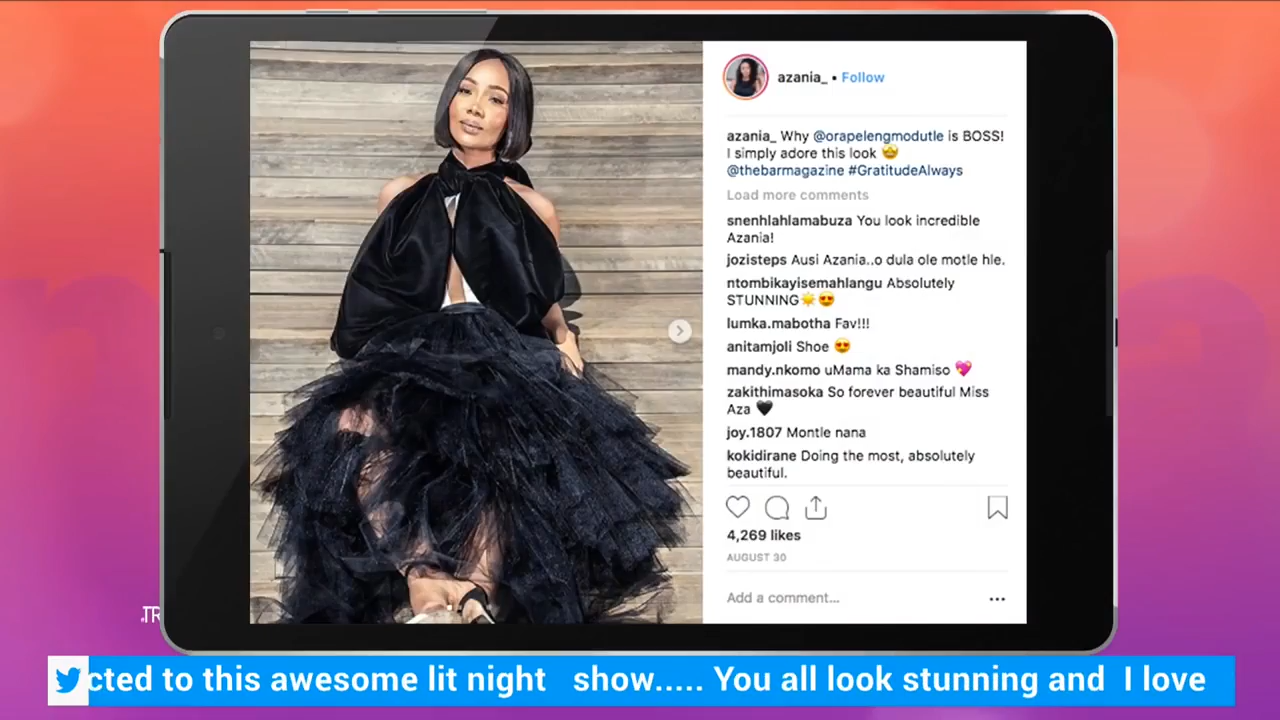 azania_ • Follow
azania_ Why @orapelengmodutle is BOSS!
I simply adore this look 🤩
@thebarmagazine #GratitudeAlways
Load more comments
snenhlahlamabuza You look incredible
Azania!
jozisteps Ausi Azania..o dula ole motle hle.
ntombikayisemahlangu Absolutely
STUNNING☀️😍
lumka.mabotha Fav!!!
anitamjoli Shoe 😍
mandy.nkomo uMama ka Shamiso 💖
zakithimasoka So forever beautiful Miss
Aza 🖤
joy.1807 Montle nana
kokidirane Doing the most, absolutely
beautiful.
4,269 likes
AUGUST 30
Add a comment...
.TR
cted to this awesome lit night show..... You all look stunning and I love